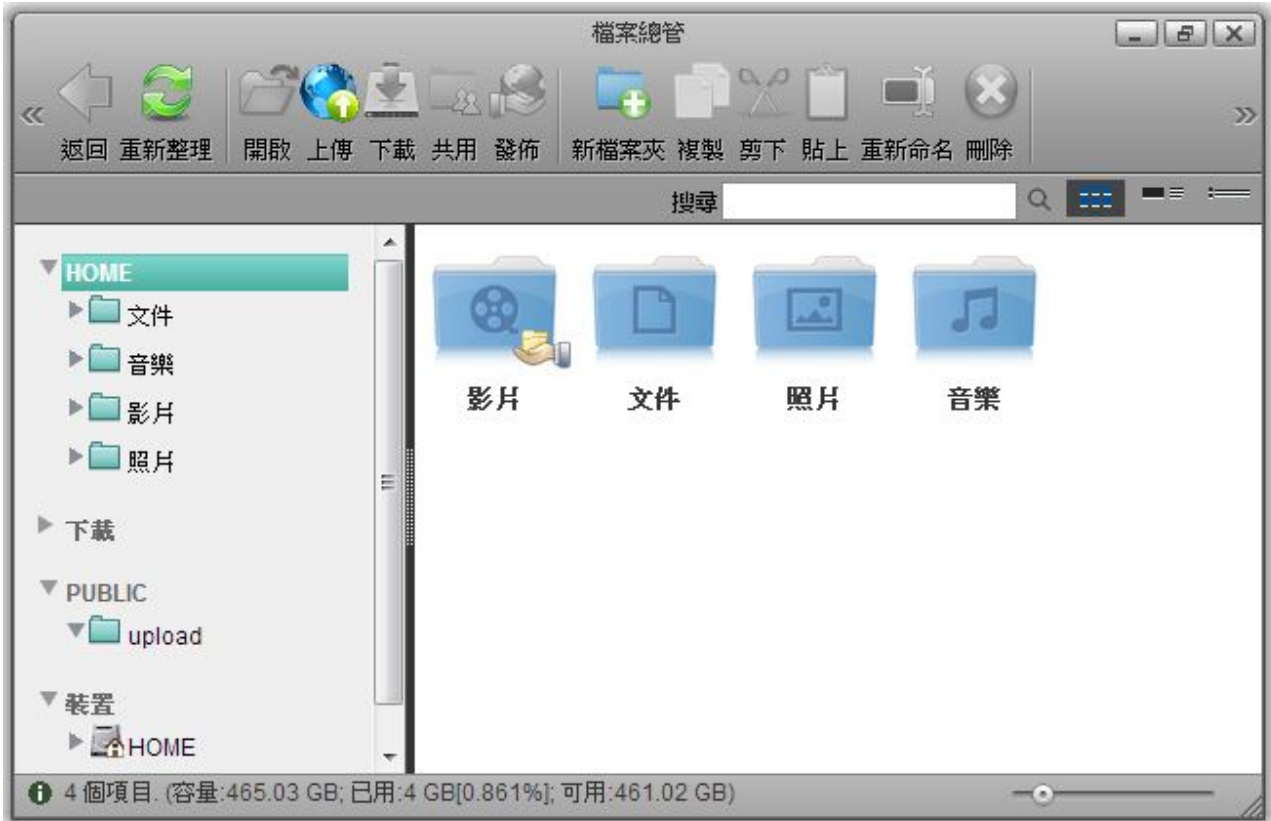 檔案總管
返回 重新整理 開啟 上傳 下載 共用 發佈 新檔案夾 複製 剪下 貼上 重新命名 刪除
搜尋
HOME
文件
音樂
影片
照片
下載
PUBLIC
upload
裝置
HOME
影片 文件 照片 音樂
4 個項目. (容量:465.03 GB; 已用:4 GB[0.861%]; 可用:461.02 GB)